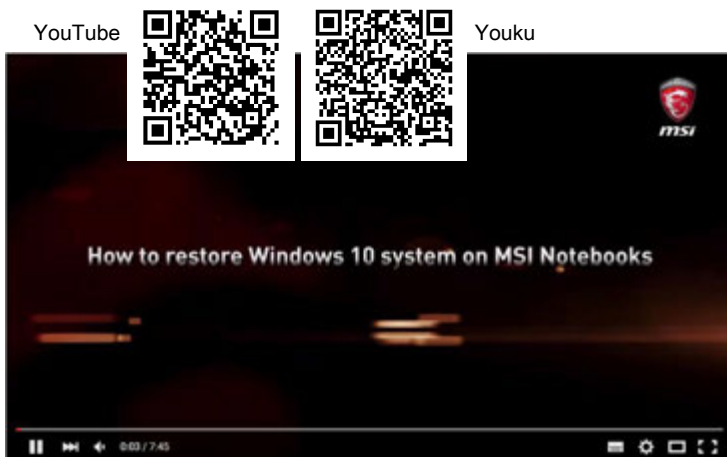 YouTube
Youku
msi
How to restore Windows 10 system on MSI Notebooks
0:03 / 7:45